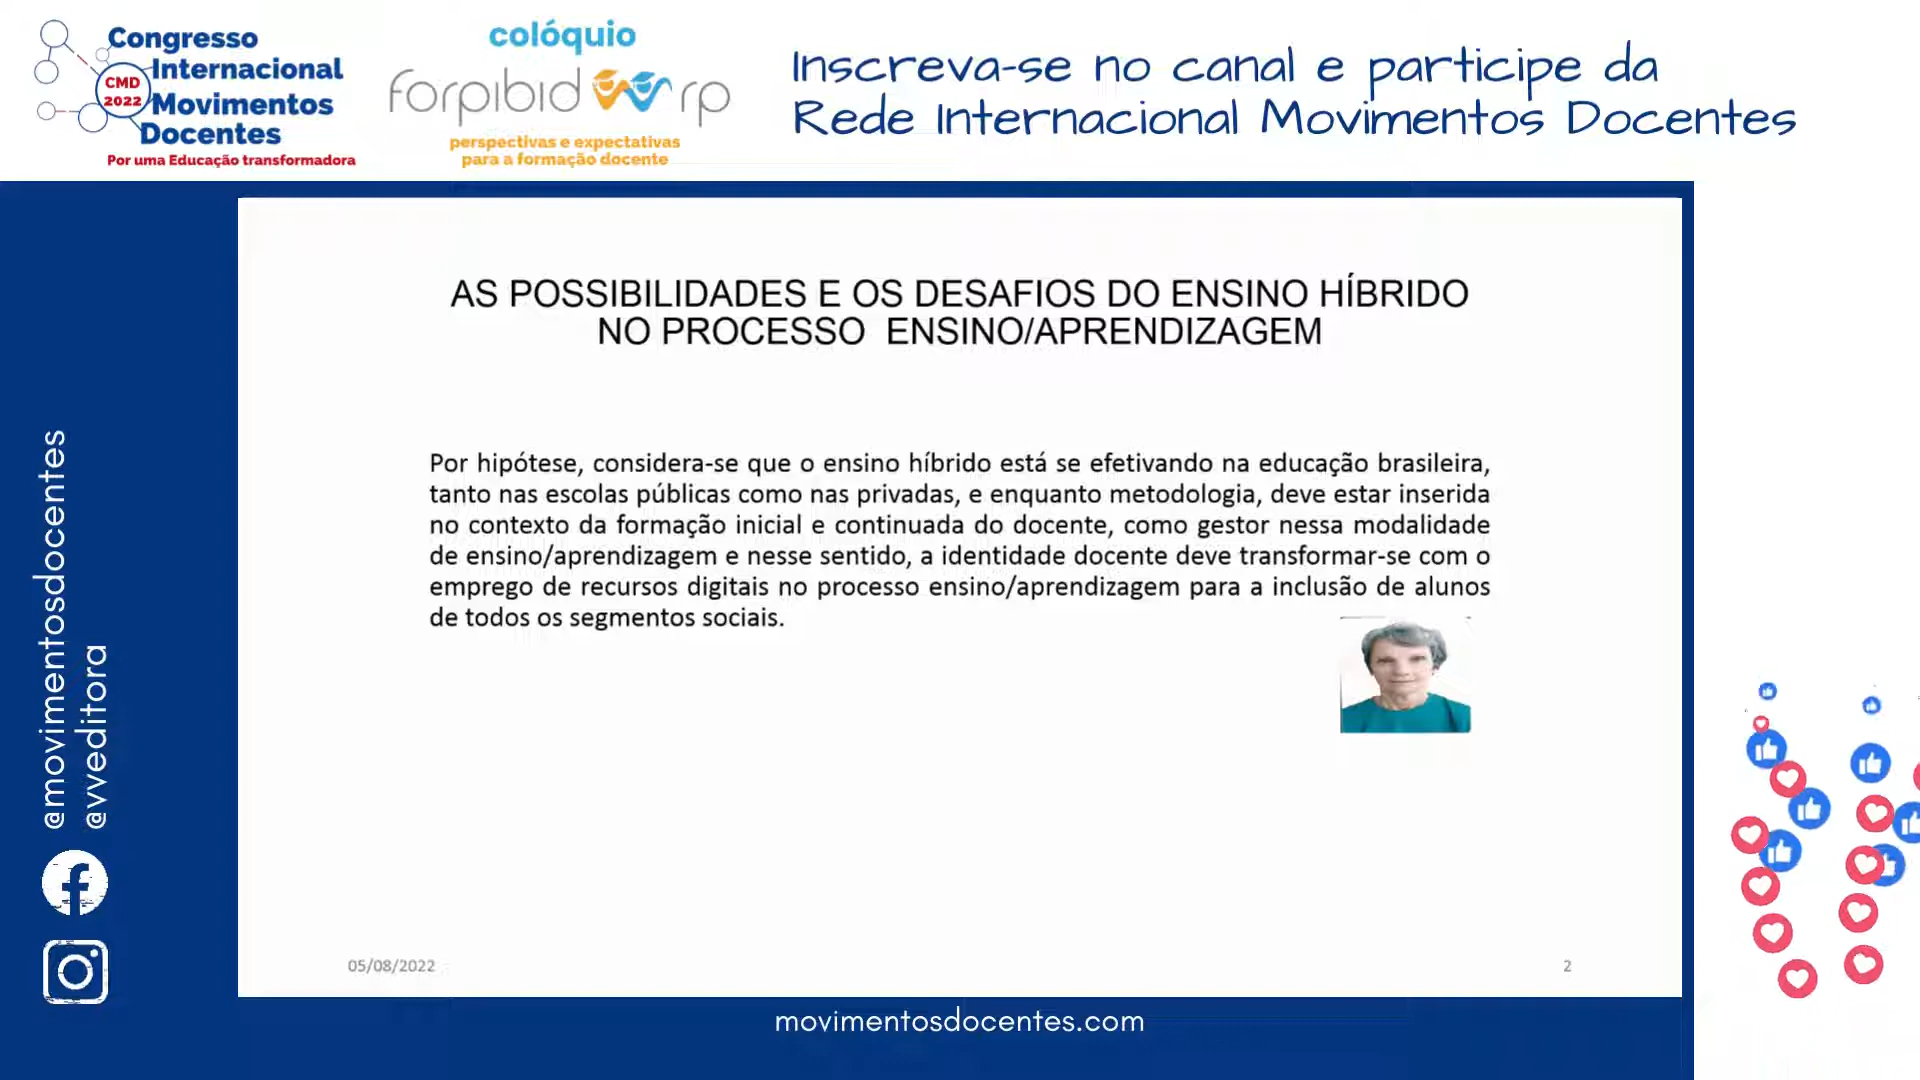 Congresso
Internacional
CMD
2022
Movimentos
Docentes
Por uma Educação transformadora
colóquio
forpibid rp
perspectivas e expectativas
para a formação docente
Inscreva-se no canal e participe da
Rede Internacional Movimentos Docentes
AS POSSIBILIDADES E OS DESAFIOS DO ENSINO HÍBRIDO
NO PROCESSO ENSINO/APRENDIZAGEM
Por hipótese, considera-se que o ensino híbrido está se efetivando na educação brasileira,
tanto nas escolas públicas como nas privadas, e enquanto metodologia, deve estar inserida
no contexto da formação inicial e continuada do docente, como gestor nessa modalidade
de ensino/aprendizagem e nesse sentido, a identidade docente deve transformar-se com o
emprego de recursos digitais no processo ensino/aprendizagem para a inclusão de alunos
de todos os segmentos sociais.
05/08/2022
2
@movimentosdocentes
@vveditora
movimentosdocentes.com